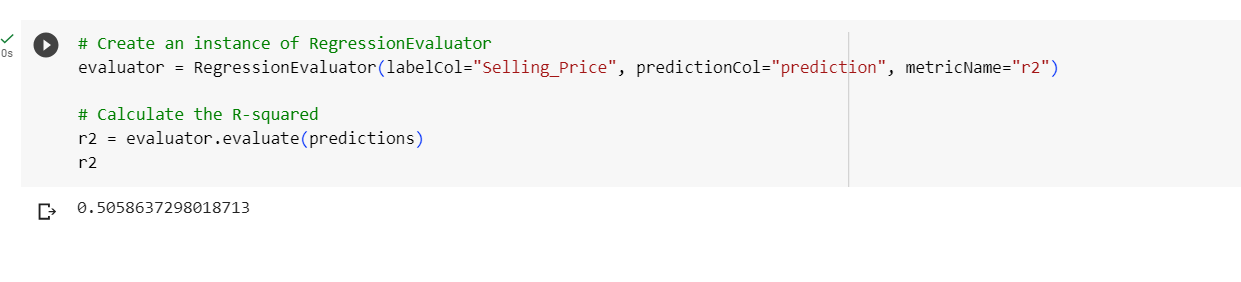 # Create an instance of RegressionEvaluator
evaluator = RegressionEvaluator(labelCol="Selling_Price", predictionCol="prediction", metricName="r2")
# Calculate the R-squared
0s
r2 = evaluator.evaluate(predictions)
r2
0.5058637298018713